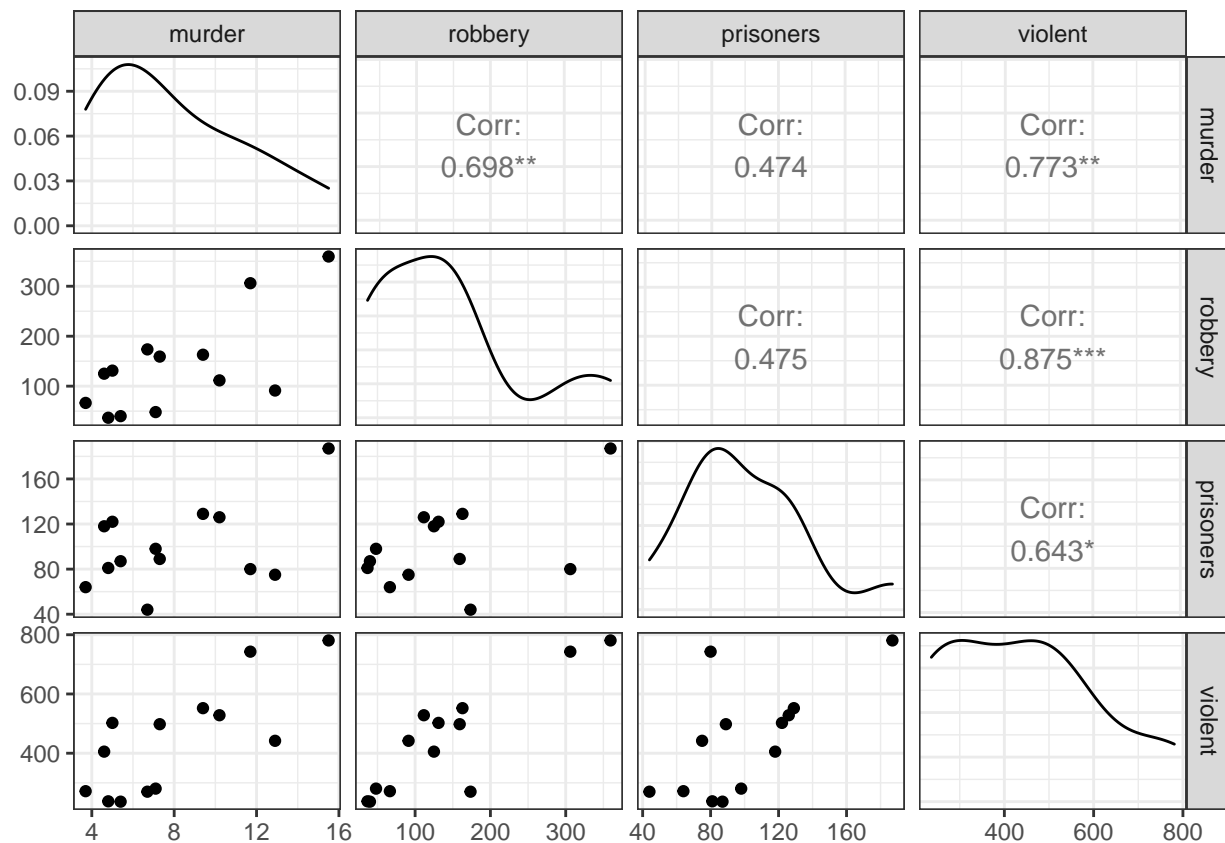 murder robbery prisoners violent
0.09
0.06
0.03
0.00
Corr:
0.698**
Corr:
0.474
Corr:
0.773**
murder
300
200
100
Corr:
0.475
Corr:
0.875***
robbery
160
120
80
40
Corr:
0.643*
prisoners
800
600
400
violent
4 8 12 16 100 200 300 40 80 120 160 400 600 800